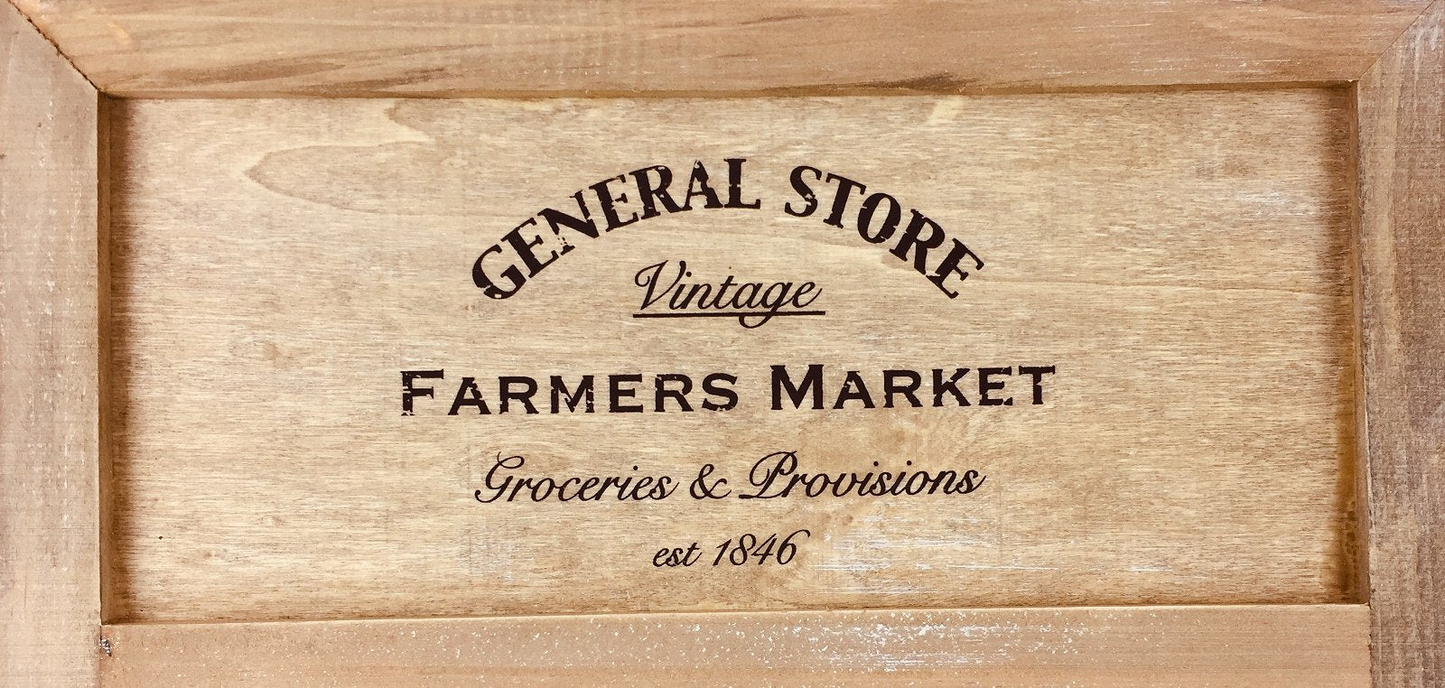 GENERAL STORE
Vintage
FARMERS MARKET
Groceries & Provisions
est 1846